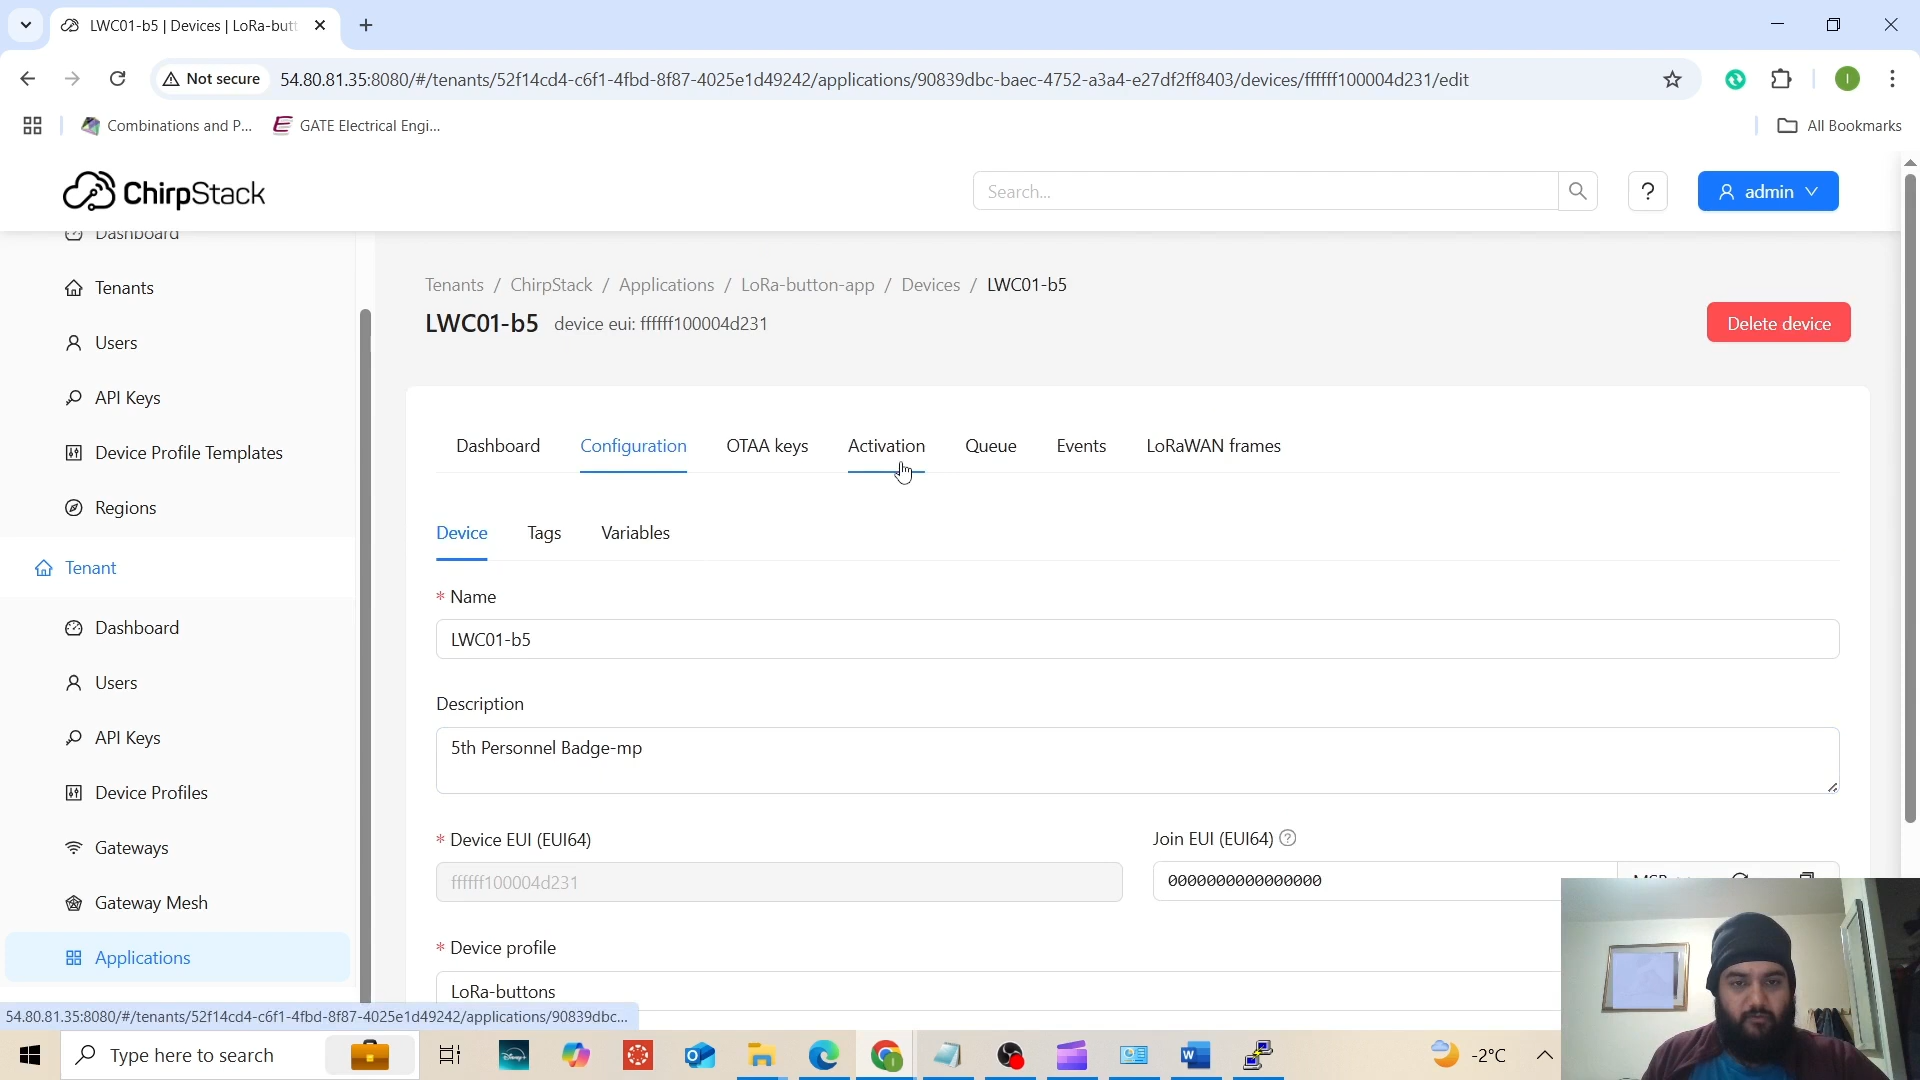 LWC01-b5 | Devices | LoRa-butt
Not secure
54.80.81.35:8080/#/tenants/52f14cd4-c6f1-4fbd-8f87-4025e1d49242/applications/90839dbc-baec-4752-a3a4-e27df2ff8403/devices/ffffff100004d231/edit
I
Combinations and P...
GATE Electrical Engi...
All Bookmarks
ChirpStack
Search...
?
admin
Dashboard
Tenants
Users
API Keys
Device Profile Templates
Regions
Tenant
Dashboard
Users
API Keys
Device Profiles
Gateways
Gateway Mesh
Applications
Tenants / ChirpStack / Applications / LoRa-button-app / Devices / LWC01-b5
LWC01-b5 device eui: ffffff100004d231
Delete device
Dashboard
Configuration
OTAA keys
Activation
Queue
Events
LoRaWAN frames
Device
Tags
Variables
* Name
LWC01-b5
Description
5th Personnel Badge-mp
* Device EUI (EUI64)
ffffff100004d231
Join EUI (EUI64)
0000000000000000
MSB
* Device profile
LoRa-buttons
54.80.81.35:8080/#/tenants/52f14cd4-c6f1-4fbd-8f87-4025e1d49242/applications/90839dbc...
Type here to search
-2°C